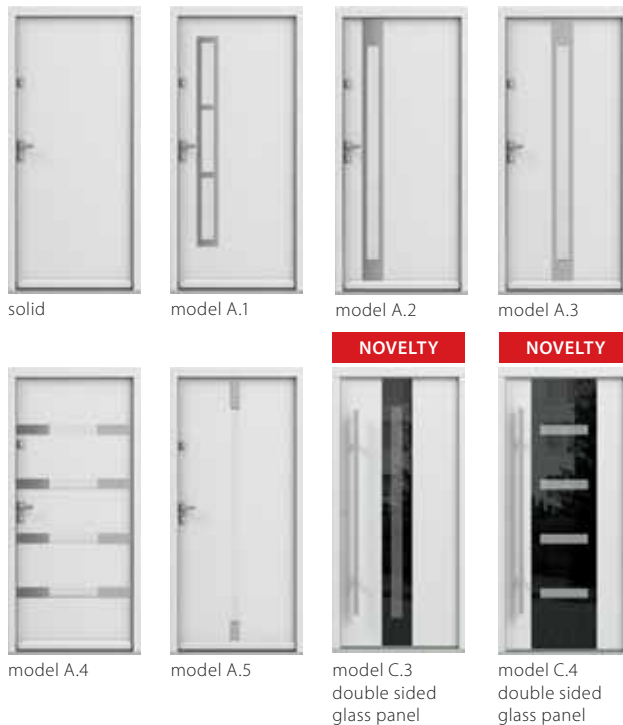 solid
model A.1
model A.2
model A.3
NOVELTY
NOVELTY
model A.4
model A.5
model C.3
double sided
glass panel
model C.4
double sided
glass panel